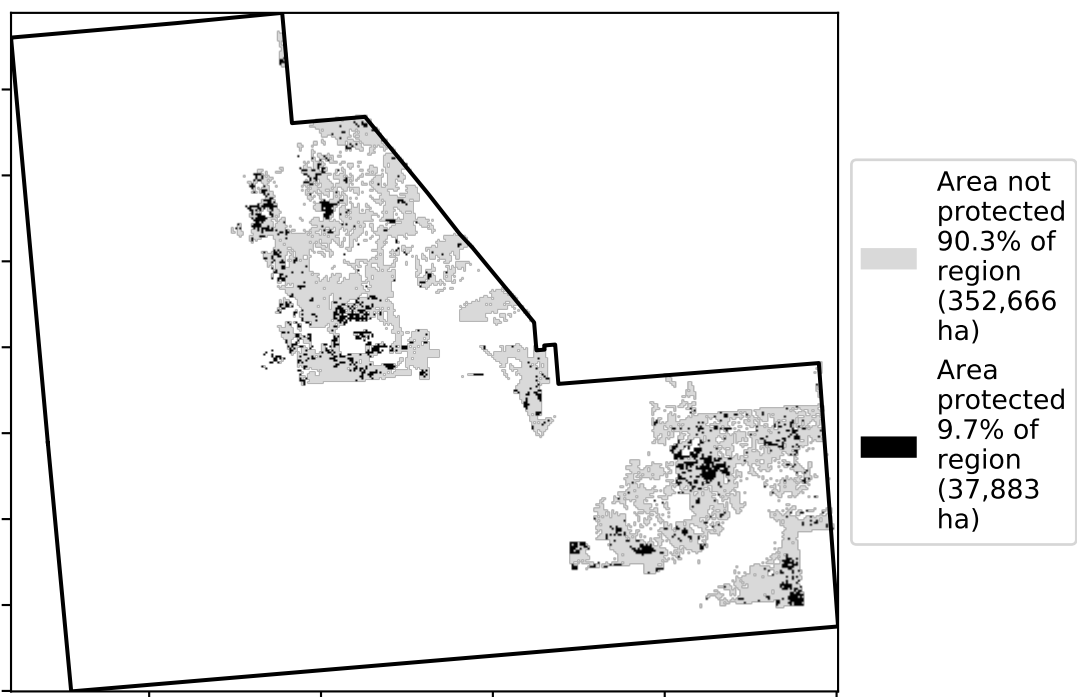 Area not
protected
90.3% of
region
(352,666
ha)
Area
protected
9.7% of
region
(37,883
ha)